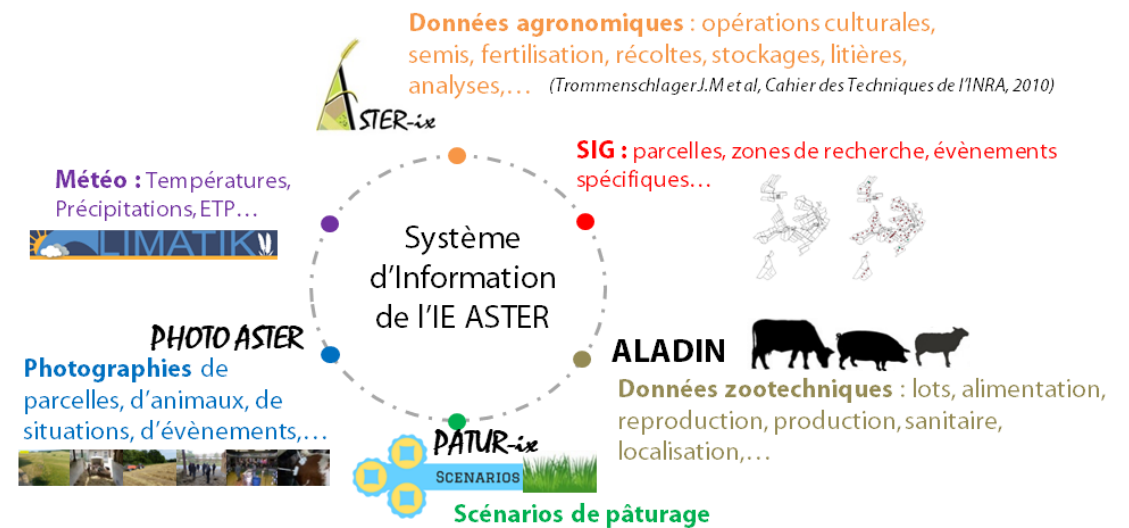 Données agronomiques : opérations culturales,
semis, fertilisation, récoltes, stockages, litières,
analyses,… (Trommenschlager J.M et al, Cahier des Techniques de l'INRA, 2010)
ASTER-ix
SIG : parcelles, zones de recherche, évènements
spécifiques…
Météo : Températures,
Précipitations, ETP…
LIMATIK
Système
d'Information
de l'IE ASTER
PHOTO ASTER
Photographies de
parcelles, d'animaux, de
situations, d'évènements,…
ALADIN
Données zootechniques : lots, alimentation,
reproduction, production, sanitaire,
localisation,…
PÂTUR-ix
SCENARIOS
Scénarios de pâturage